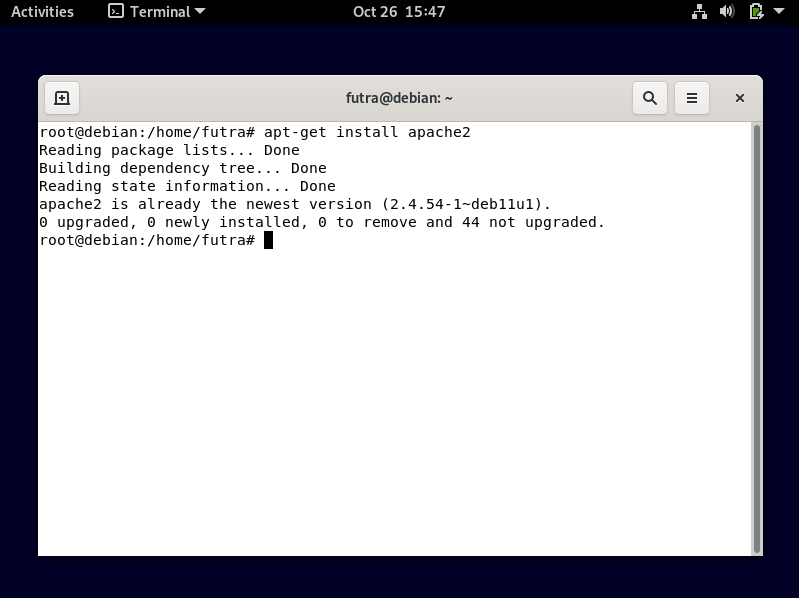 Activities Terminal Oct 26 15:47
futra@debian: ~
root@debian:/home/futra# apt-get install apache2
Reading package lists... Done
Building dependency tree... Done
Reading state information... Done
apache2 is already the newest version (2.4.54-1~deb11u1).
0 upgraded, 0 newly installed, 0 to remove and 44 not upgraded.
root@debian:/home/futra#